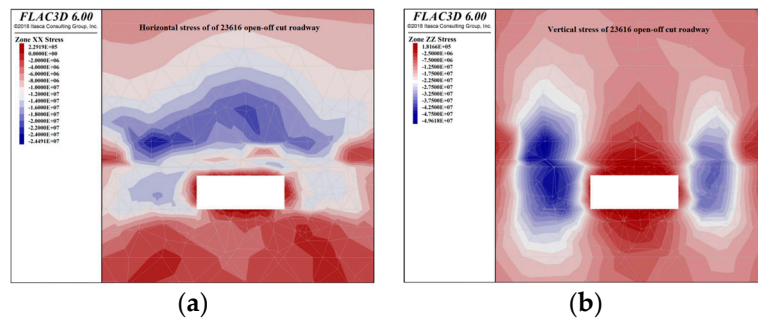 FLAC3D 6.00
©2018 Itasca Consulting Group, Inc.
Zone XX Stress
2.2919E+05
0.0000E+00
-2.0000E+06
-4.0000E+06
-6.0000E+06
-8.0000E+06
-1.0000E+07
-1.2000E+07
-1.4000E+07
-1.6000E+07
-1.8000E+07
-2.0000E+07
-2.2000E+07
-2.4000E+07
-2.4491E+07
Horizontal stress of of 23616 open-off cut roadway
(a)
FLAC3D 6.00
©2018 Itasca Consulting Group, Inc.
Zone ZZ Stress
1.8166E+05
-2.5000E+06
-7.5000E+06
-1.2500E+07
-1.7500E+07
-2.2500E+07
-2.7500E+07
-3.2500E+07
-3.7500E+07
-4.2500E+07
-4.7500E+07
-4.9618E+07
Vertical stress of 23616 open-off cut roadway
(b)